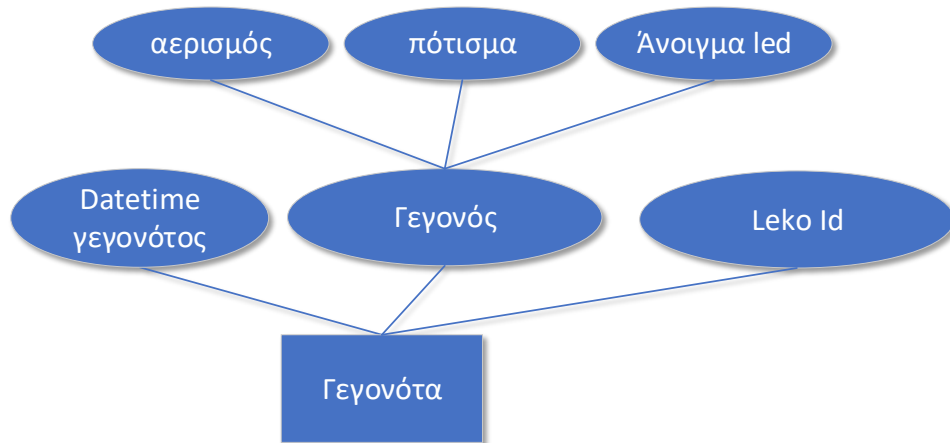 αερισμός
πότισμα
Άνοιγμα led
Datetime
γεγονότος
Γεγονός
Leko Id
Γεγονότα